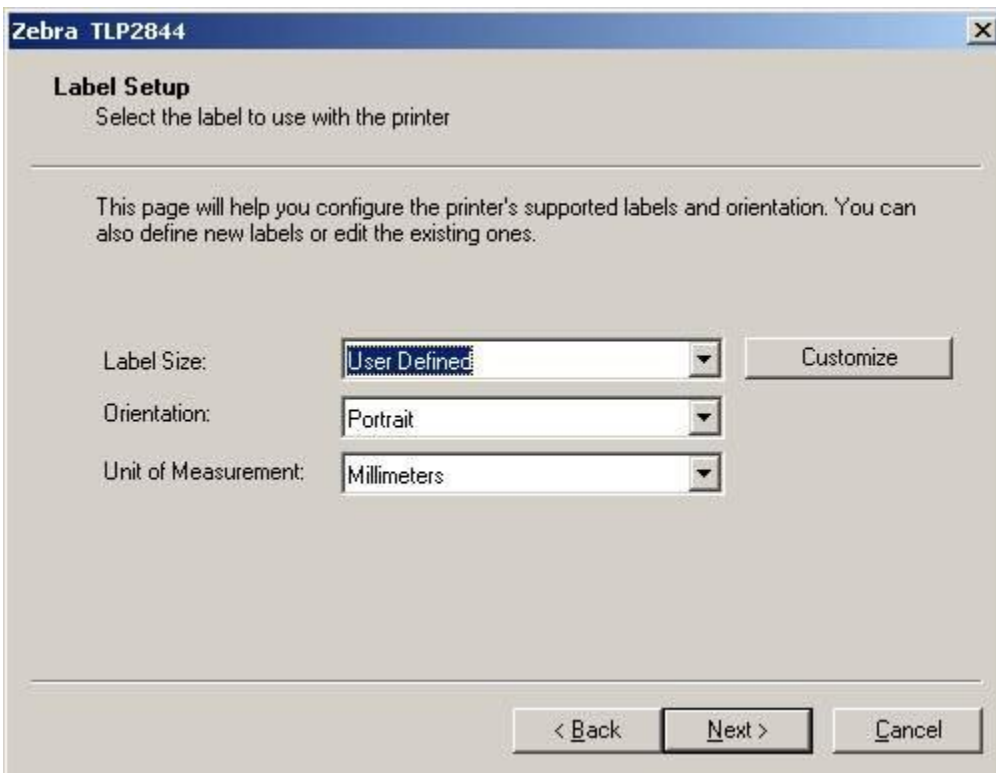 Zebra TLP2844
Label Setup
Select the label to use with the printer
This page will help you configure the printer's supported labels and orientation. You can
also define new labels or edit the existing ones.
Label Size: User Defined Customize
Orientation: Portrait
Unit of Measurement: Millimeters
< Back Next > Cancel